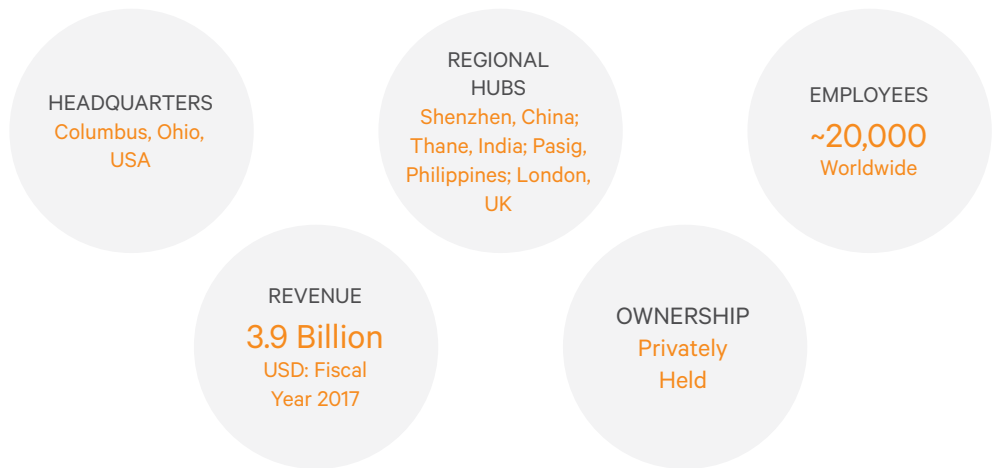 HEADQUARTERS
Columbus, Ohio,
USA
REGIONAL
HUBS
Shenzhen, China;
Thane, India; Pasig,
Philippines; London,
UK
EMPLOYEES
~20,000
Worldwide
REVENUE
3.9 Billion
USD: Fiscal
Year 2017
OWNERSHIP
Privately
Held